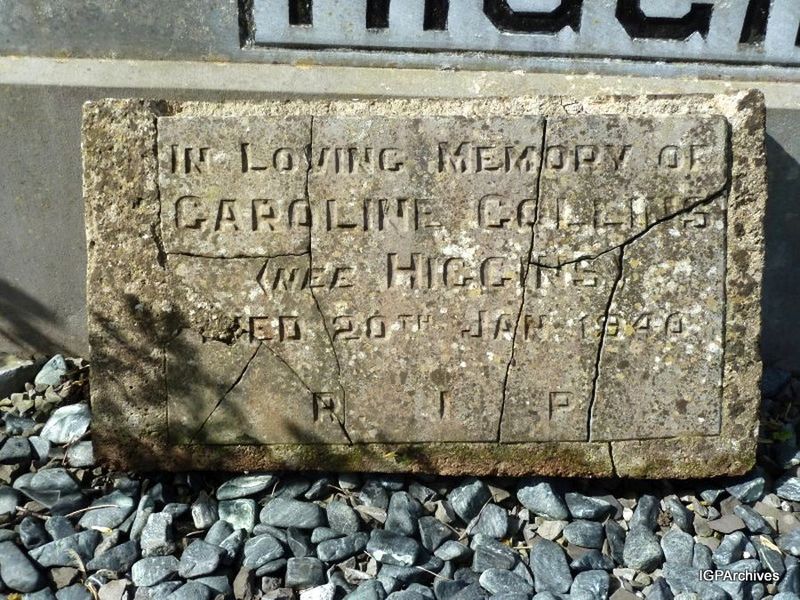 IN LOVING MEMORY OF
CAROLINE COLLINS
(NEE HIGGINS)
DIED 20TH JAN 1940
R I P
IGPArchives